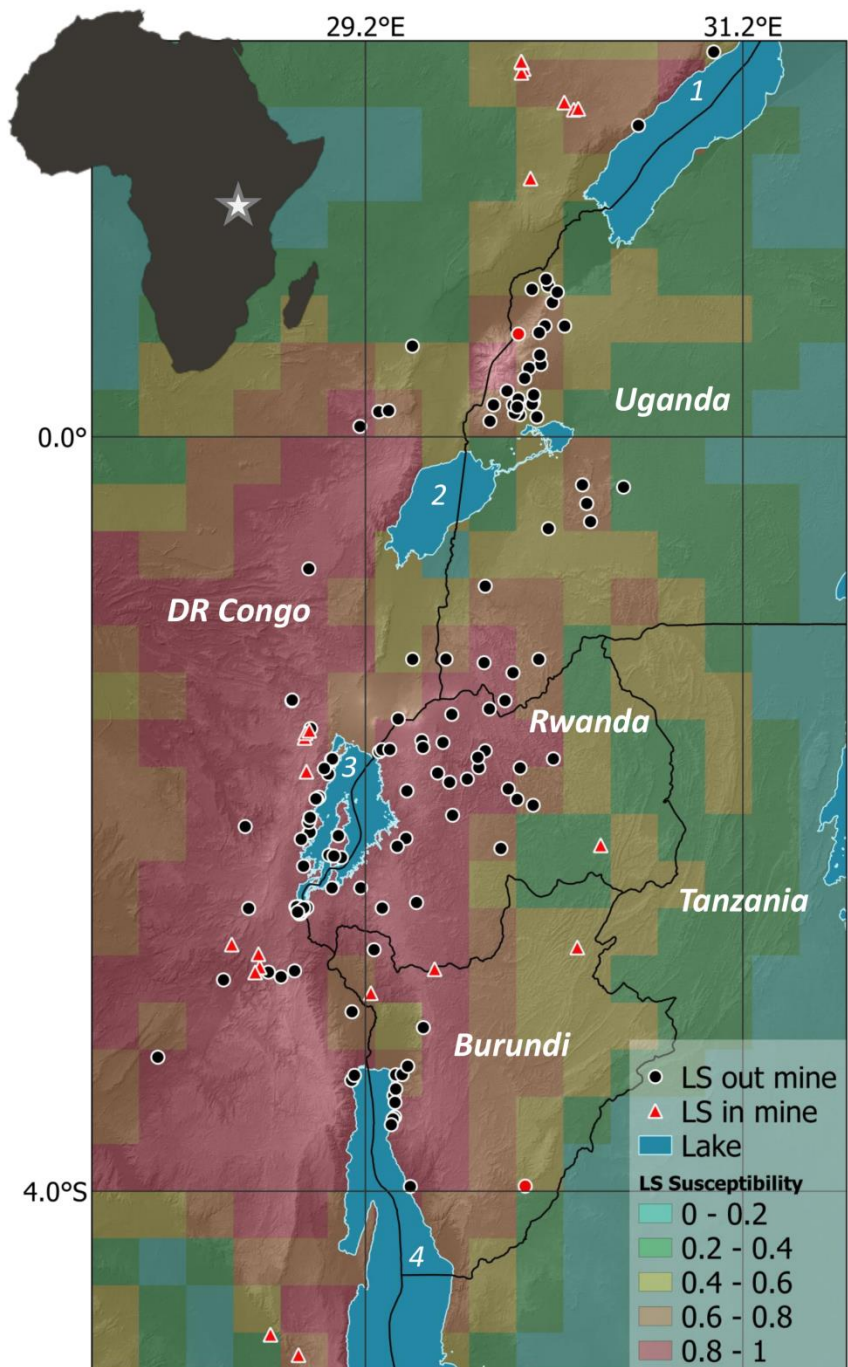 29.2°E 31.2°E
1
Uganda
0.0°
2
DR Congo
Rwanda
3
Tanzania
Burundi
LS out mine
LS in mine
Lake
LS Susceptibility
0 - 0.2
0.2 - 0.4
0.4 - 0.6
0.6 - 0.8
0.8 - 1
4.0°S
4